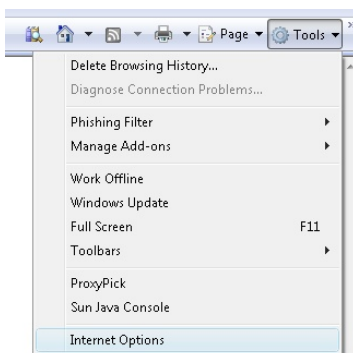 Page Tools
Delete Browsing History...
Diagnose Connection Problems...
Phishing Filter
Manage Add-ons
Work Offline
Windows Update
Full Screen F11
Toolbars
ProxyPick
Sun Java Console
Internet Options